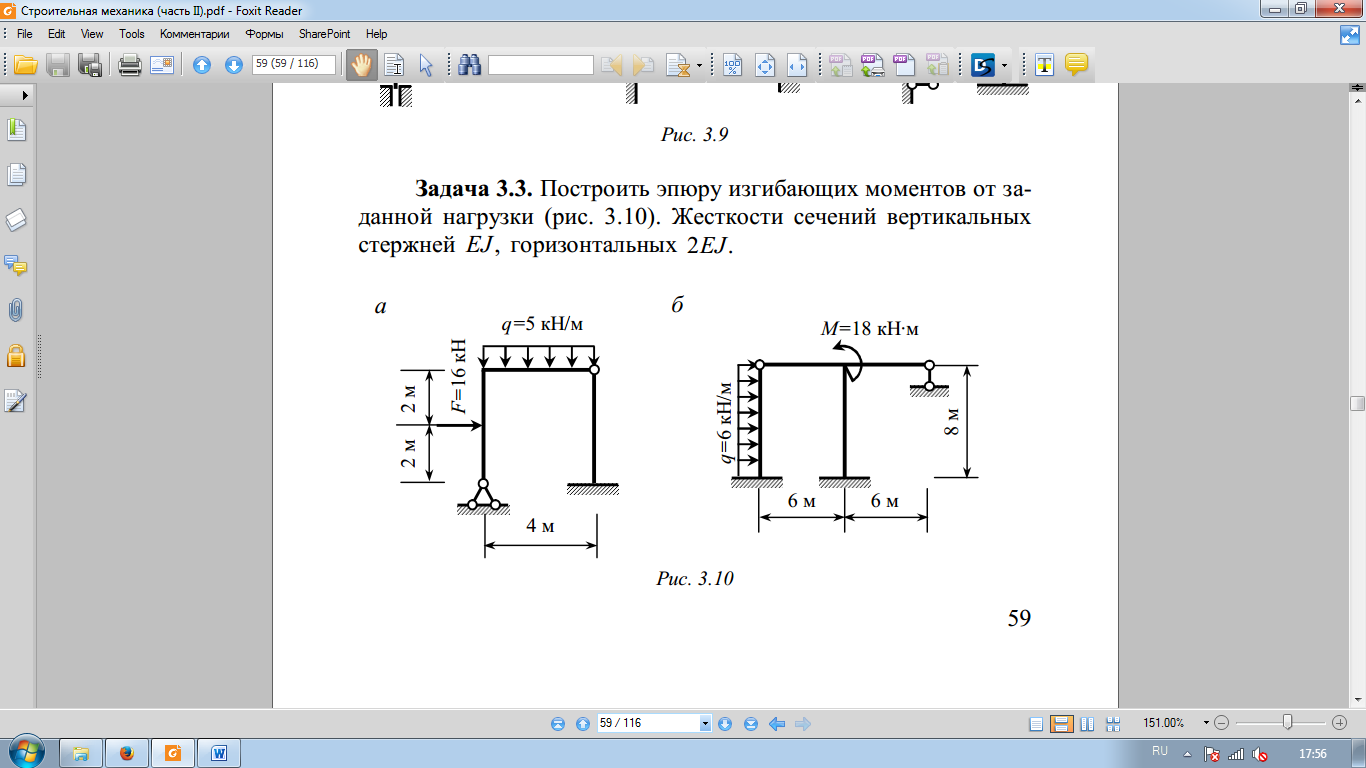 Строительная механика (часть II).pdf - Foxit Reader
File Edit View Tools Комментарии Формы SharePoint Help
59 (59 / 116)
Рис. 3.9
Задача 3.3. Построить эпюру изгибающих моментов от за-
данной нагрузки (рис. 3.10). Жесткости сечений вертикальных
стержней EJ, горизонтальных 2EJ.
а
q=5 кН/м
F=16 кН
2 м
2 м
4 м
б
M=18 кН·м
q=6 кН/м
8 м
6 м
6 м
Рис. 3.10
59
59 / 116
151.00%
RU
17:56